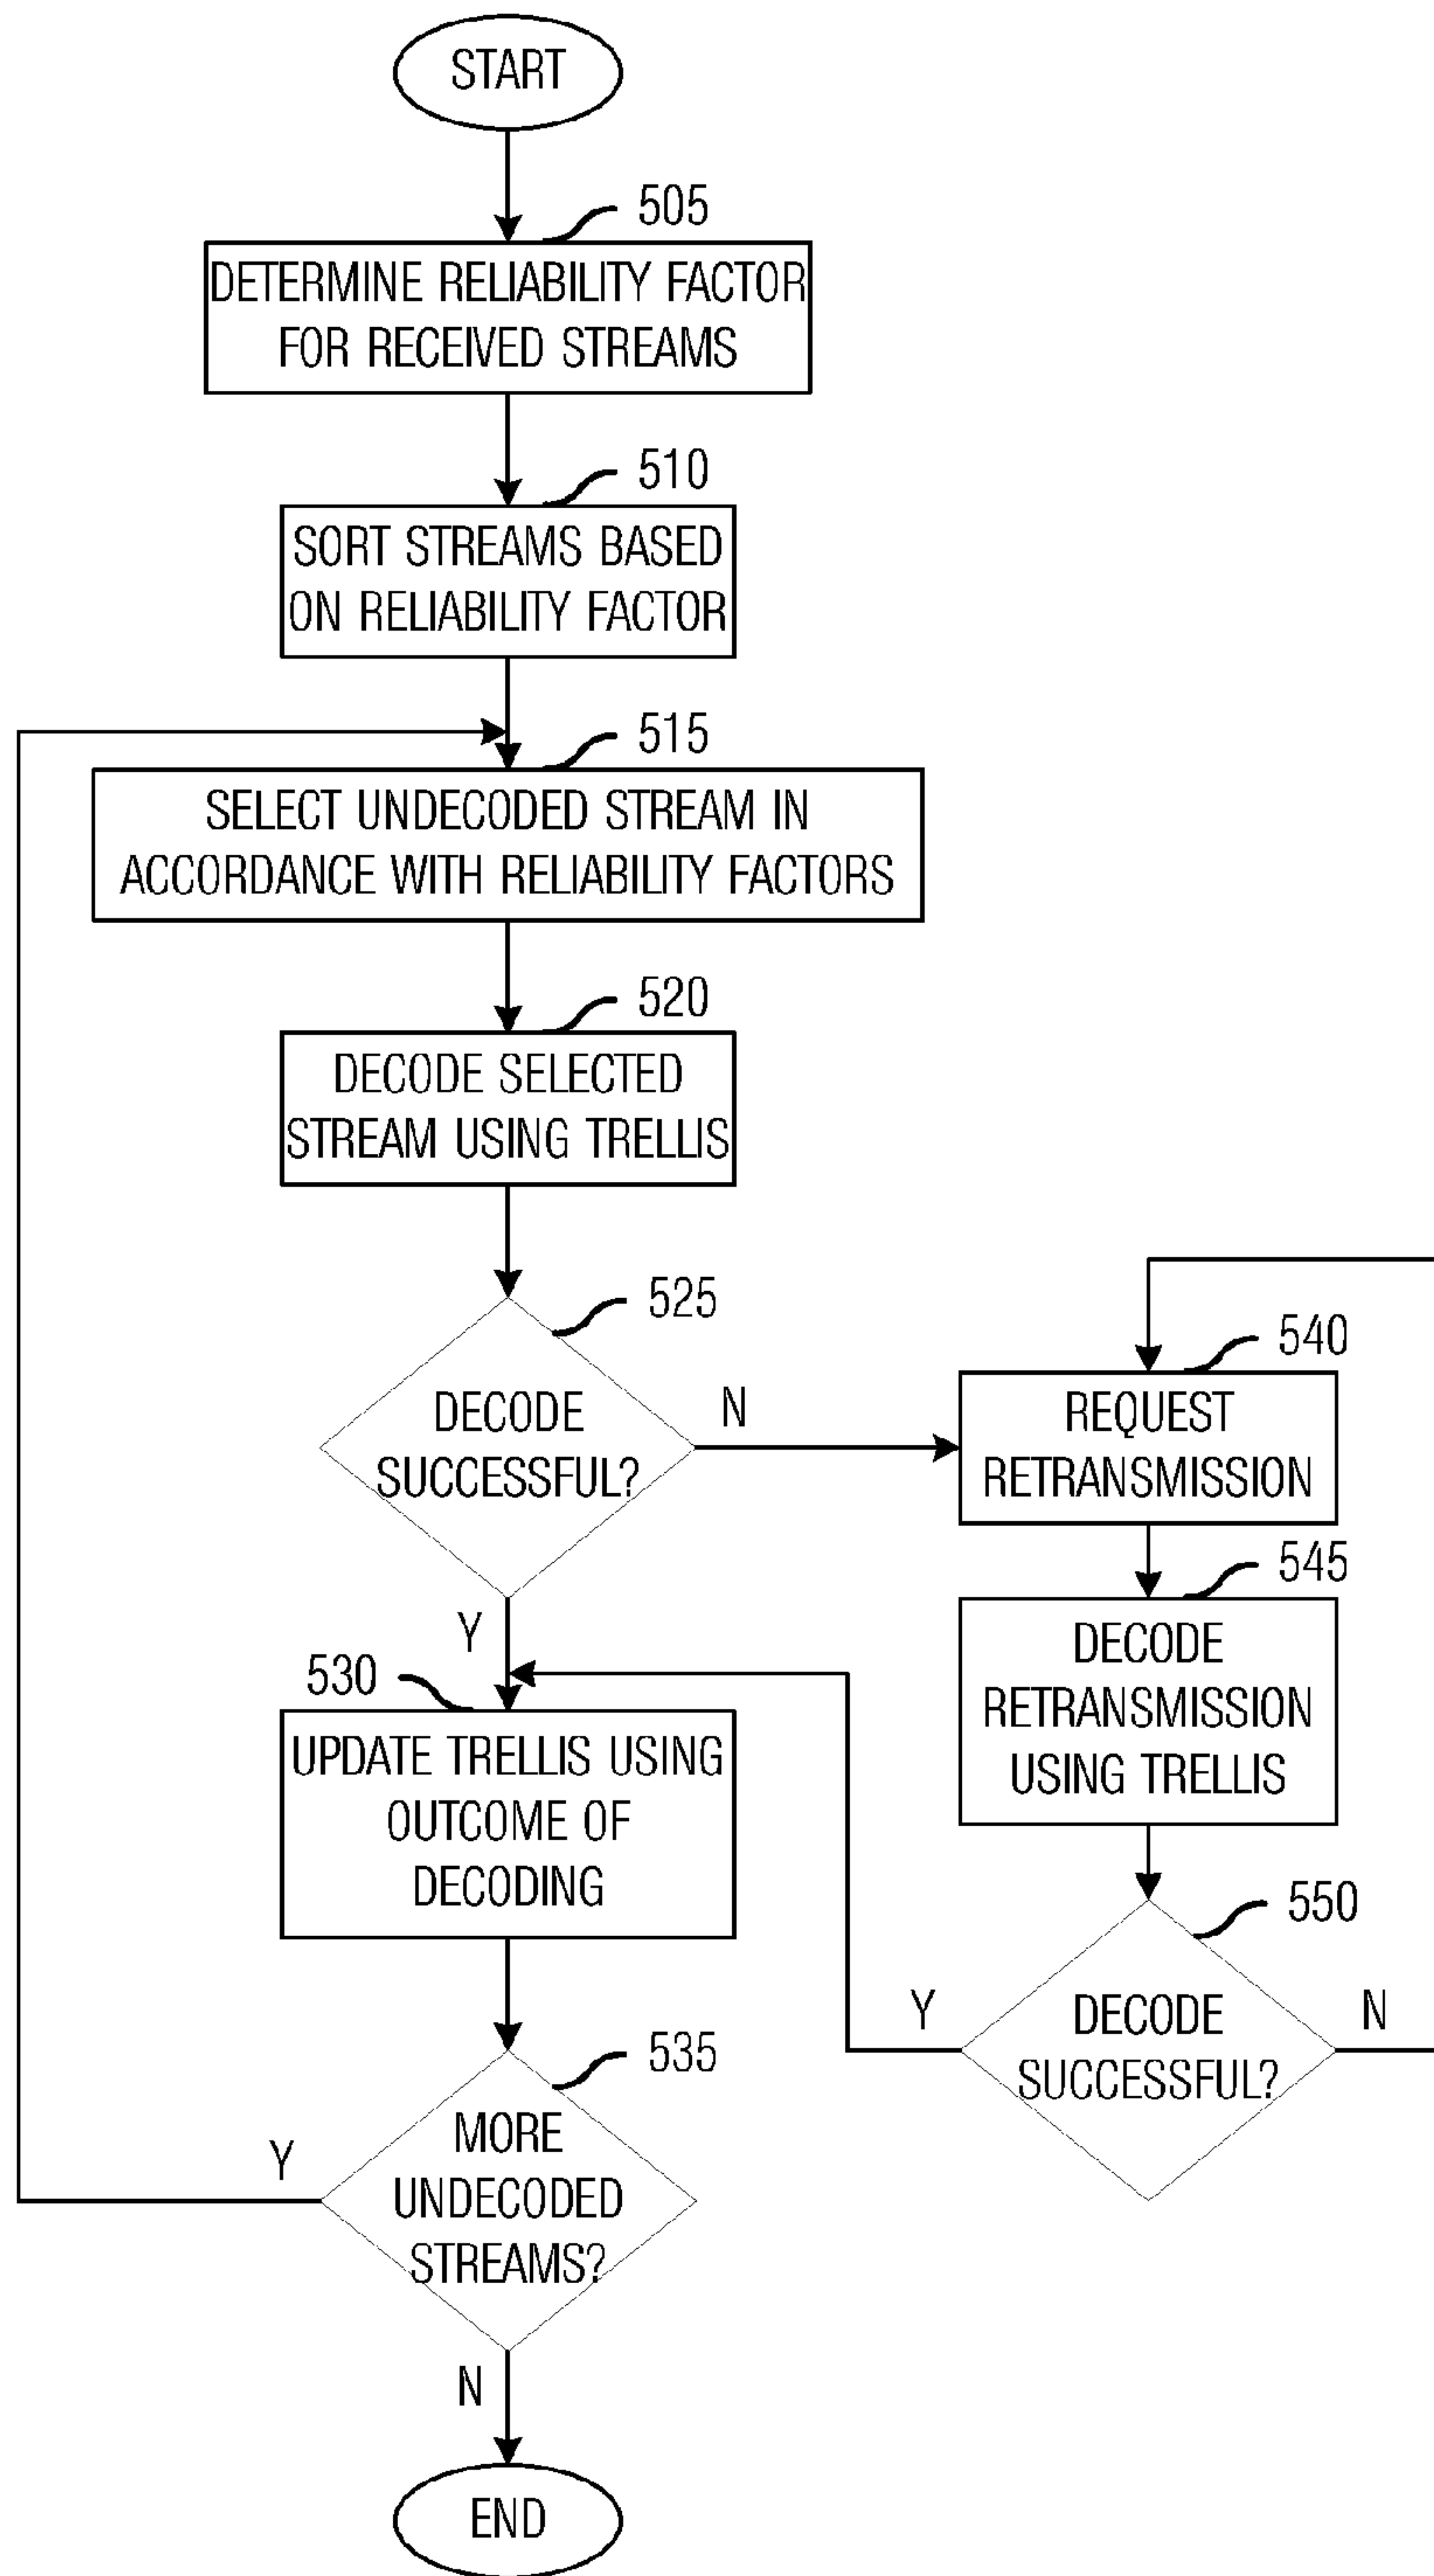 START
505
DETERMINE RELIABILITY FACTOR
FOR RECEIVED STREAMS
510
SORT STREAMS BASED
ON RELIABILITY FACTOR
515
SELECT UNDECODED STREAM IN
ACCORDANCE WITH RELIABILITY FACTORS
520
DECODE SELECTED
STREAM USING TRELLIS
525
DECODE
SUCCESSFUL?
N
Y
540
REQUEST
RETRANSMISSION
545
DECODE
RETRANSMISSION
USING TRELLIS
550
DECODE
SUCCESSFUL?
Y
N
530
UPDATE TRELLIS USING
OUTCOME OF
DECODING
535
MORE
UNDECODED
STREAMS?
Y
N
END